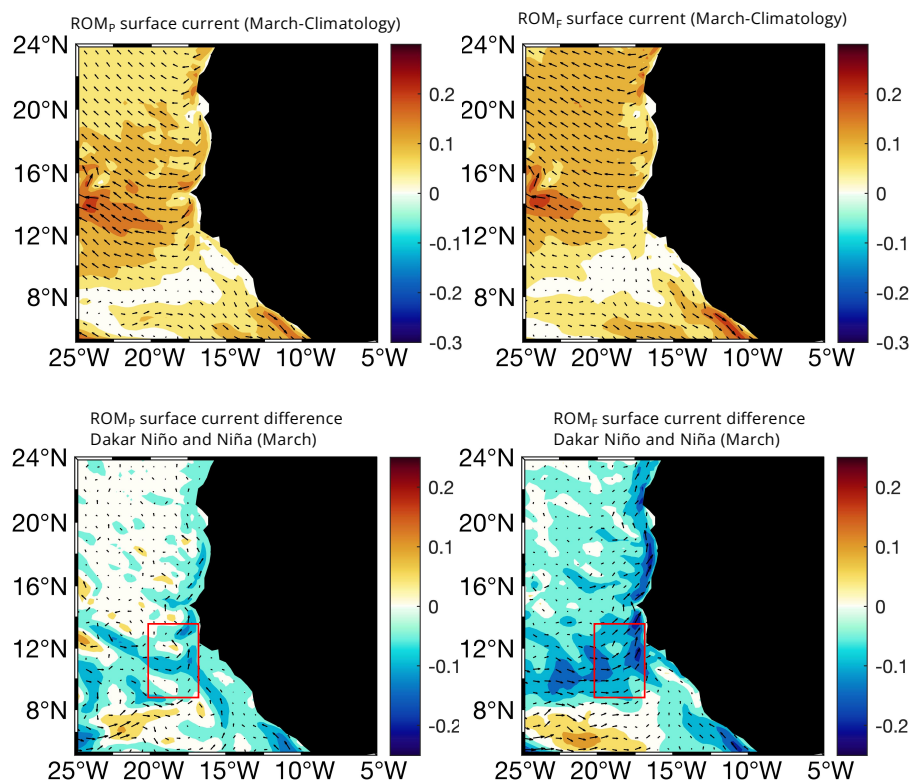 ROM_P surface current (March-Climatology)
24°N
20°N
16°N
12°N
8°N
25°W 20°W 15°W 10°W 5°W
0.2
0.1
0
-0.1
-0.2
-0.3
ROM_F surface current (March-Climatology)
24°N
20°N
16°N
12°N
8°N
25°W 20°W 15°W 10°W 5°W
0.2
0.1
0
-0.1
-0.2
-0.3
ROM_P surface current difference
Dakar Niño and Niña (March)
24°N
20°N
16°N
12°N
8°N
25°W 20°W 15°W 10°W 5°W
0.2
0.1
0
-0.1
-0.2
ROM_F surface current difference
Dakar Niño and Niña (March)
24°N
20°N
16°N
12°N
8°N
25°W 20°W 15°W 10°W 5°W
0.2
0.1
0
-0.1
-0.2